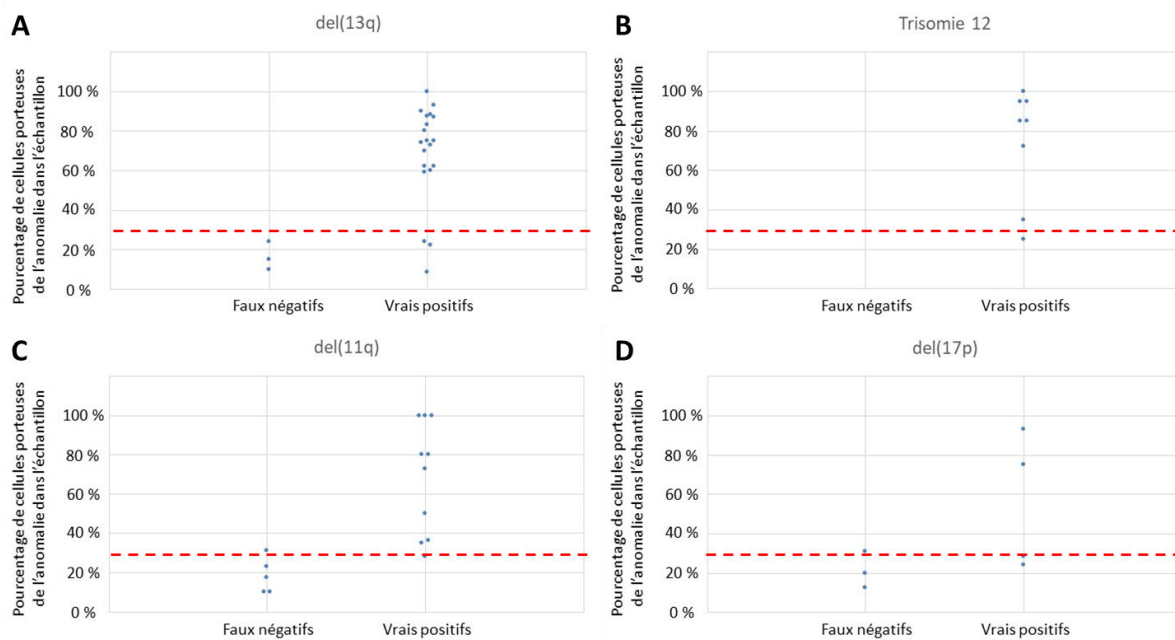 A
del(13q)
Pourcentage de cellules porteuses
de l’anomalie dans l’échantillon
100 %
80 %
60 %
40 %
20 %
0 %
Faux négatifs
Vrais positifs
B
Trisomie 12
Pourcentage de cellules porteuses
de l’anomalie dans l’échantillon
100 %
80 %
60 %
40 %
20 %
0 %
Faux négatifs
Vrais positifs
C
del(11q)
Pourcentage de cellules porteuses
de l’anomalie dans l’échantillon
100 %
80 %
60 %
40 %
20 %
0 %
Faux négatifs
Vrais positifs
D
del(17p)
Pourcentage de cellules porteuses
de l’anomalie dans l’échantillon
100 %
80 %
60 %
40 %
20 %
0 %
Faux négatifs
Vrais positifs